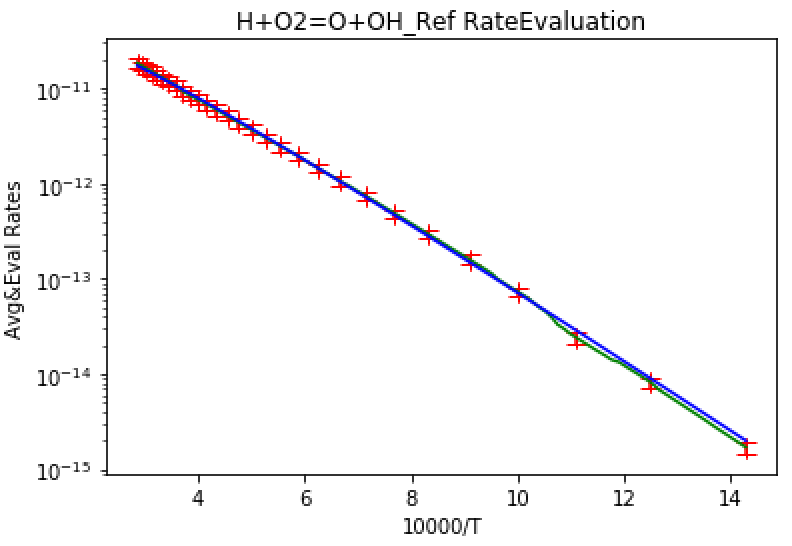 H+O2=O+OH_Ref RateEvaluation
Avg&Eval Rates
10⁻¹¹
10⁻¹²
10⁻¹³
10⁻¹⁴
10⁻¹⁵
4 6 8 10 12 14
10000/T